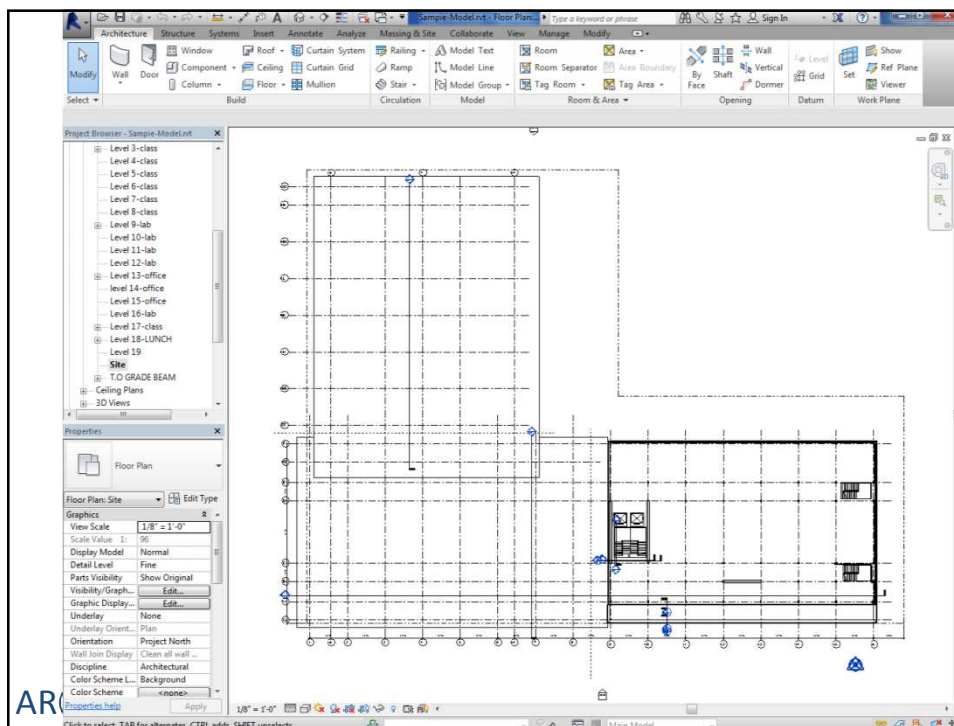 Sample-Model.rvt - Floor Plan:... Type a keyword or phrase Sign In
Architecture Structure Systems Insert Annotate Analyze Massing & Site Collaborate View Manage Modify
Modify Wall Door Window Component Column Roof Ceiling Floor Curtain System Curtain Grid Mullion Railing Ramp Stair Model Text Model Line Model Group Room Room Separator Tag Room Area Area Boundary Tag Area By Face Shaft Wall Vertical Dormer Level Grid Set Show Ref Plane Viewer
Select Build Circulation Model Room & Area Opening Datum Work Plane
Project Browser - Sample-Model.rvt
Level 3-class
Level 4-class
Level 5-class
Level 6-class
Level 7-class
Level 8-class
Level 9-lab
Level 10-lab
Level 11-lab
Level 12-lab
Level 13-office
level 14-office
Level 15-office
Level 16-lab
Level 17-class
Level 18-LUNCH
Level 19
Site
T.O GRADE BEAM
Ceiling Plans
3D Views
Properties
Floor Plan
Floor Plan: Site Edit Type
Graphics
View Scale 1/8" = 1'-0"
Scale Value 1: 96
Display Model Normal
Detail Level Fine
Parts Visibility Show Original
Visibility/Graph... Edit...
Graphic Display... Edit...
Underlay None
Underlay Orient... Plan
Orientation Project North
Wall Join Display Clean all wall ...
Discipline Architectural
Color Scheme L... Background
Color Scheme <none>
Properties help Apply
1/8" = 1'-0"
Click to select, TAB for alternates, CTRL adds, SHIFT unselects. Main Model